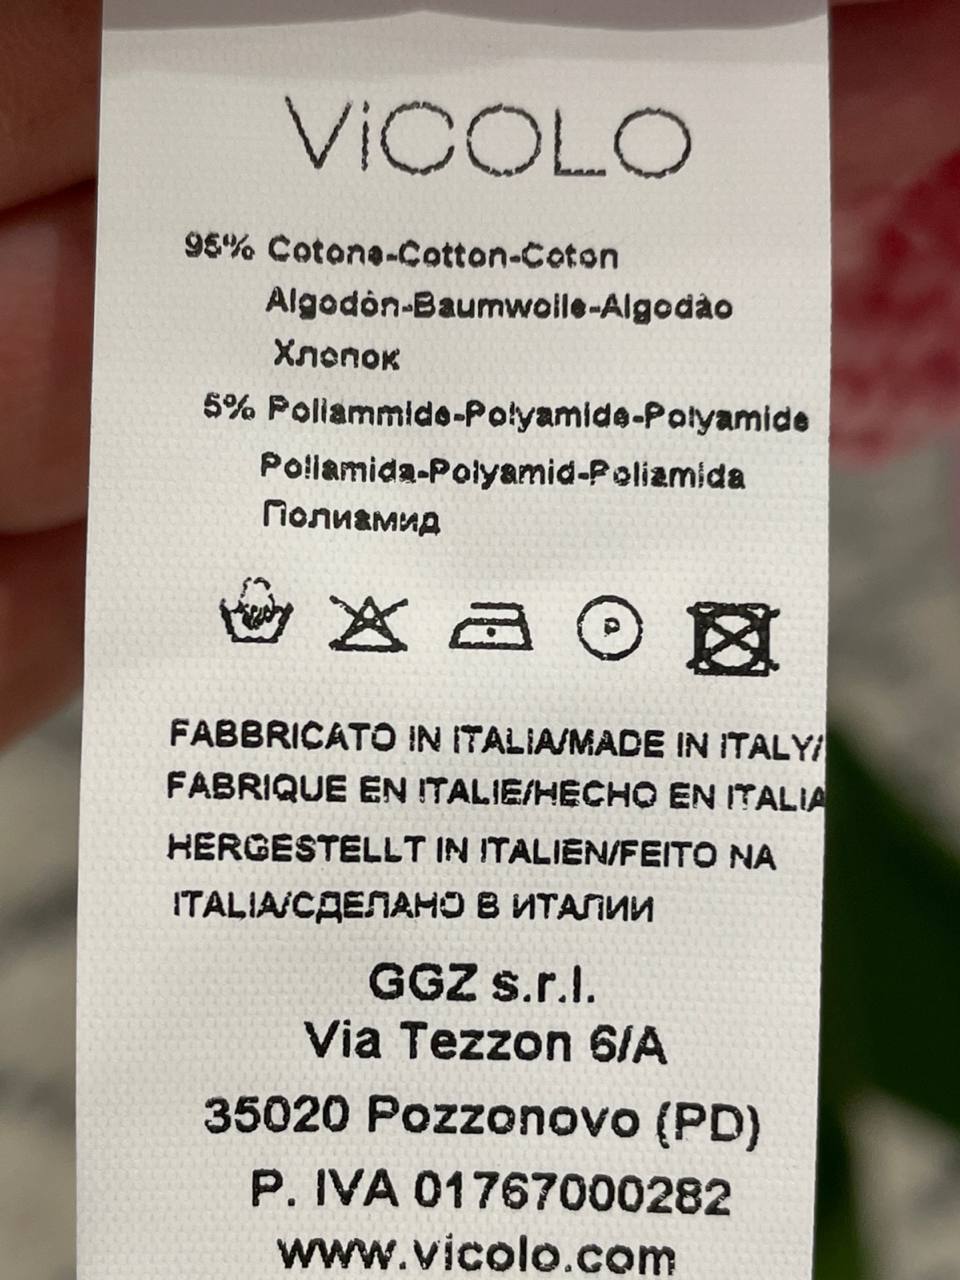 ViCOLO
95% Cotone-Cotton-Coton
Algodòn-Baumwolle-Algodão
Хлопок
5% Poliammide-Polyamide-Polyamide
Poliamida-Polyamid-Poliamida
Полиамид
P
FABBRICATO IN ITALIA/MADE IN ITALY/
FABRIQUE EN ITALIE/HECHO EN ITALIA
HERGESTELLT IN ITALIEN/FEITO NA
ITALIA/СДЕЛАНО В ИТАЛИИ
GGZ s.r.l.
Via Tezzon 6/A
35020 Pozzonovo (PD)
P. IVA 01767000282
www.vicolo.com